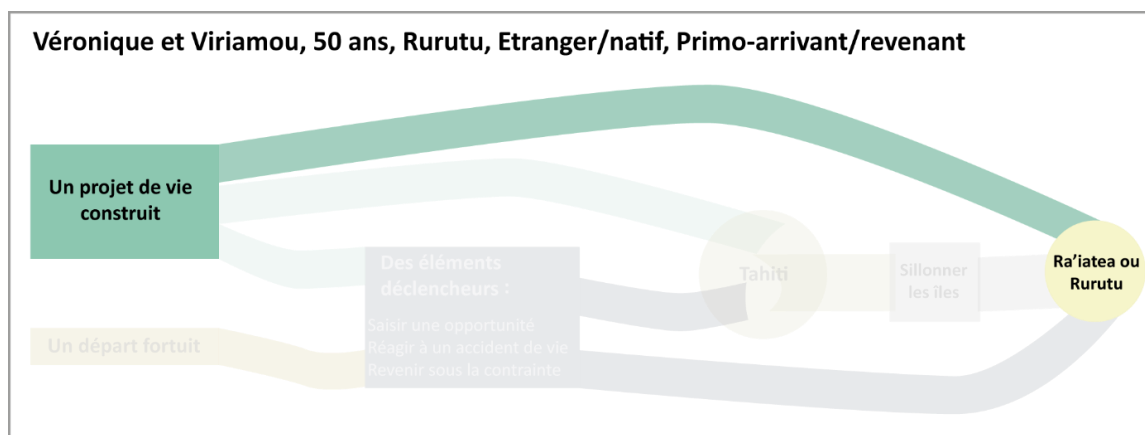 Véronique et Viriamou, 50 ans, Rurutu, Etranger/natif, Primo-arrivant/revenant
Un projet de vie
construit
Des éléments
déclencheurs :
Saisir une opportunité
Réagir à un accident de vie
Revenir sous la contrainte
Un départ fortuit
Tahiti
Sillonner
les îles
Ra'iatea ou
Rurutu